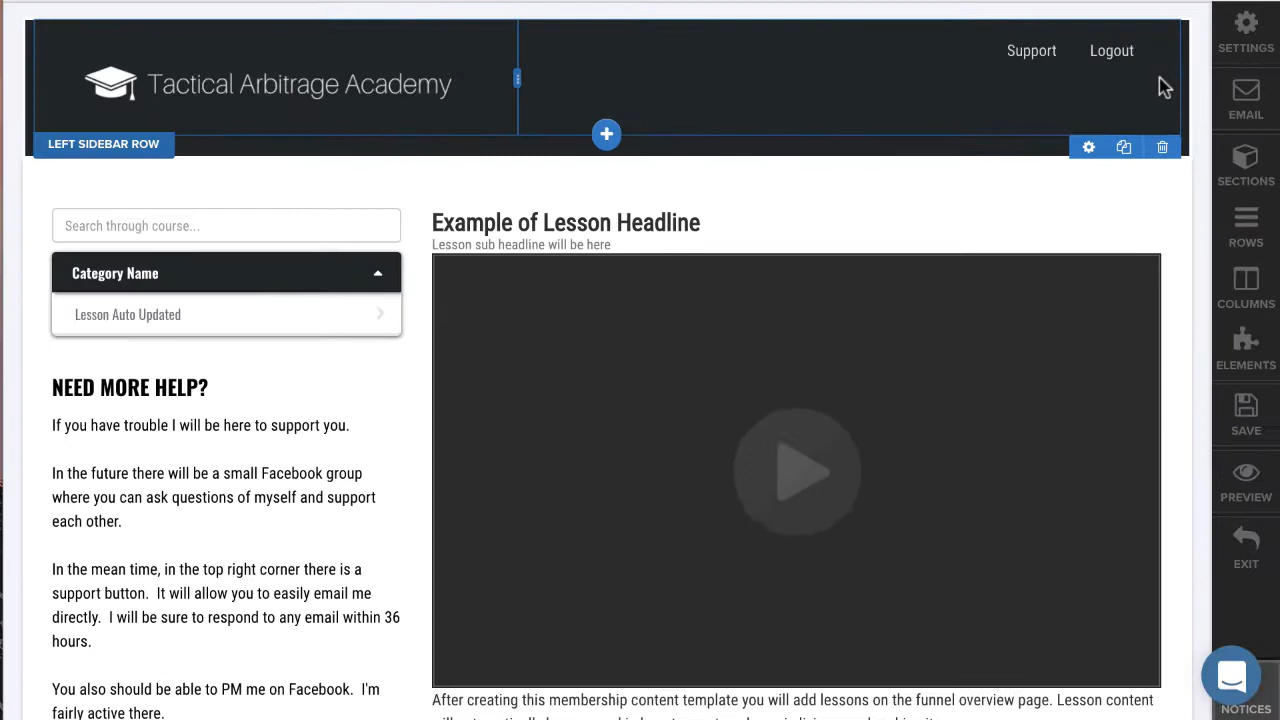 Tactical Arbitrage Academy
Support
Logout
LEFT SIDEBAR ROW
Search through course...
Category Name
Lesson Auto Updated
NEED MORE HELP?
If you have trouble I will be here to support you.
In the future there will be a small Facebook group
where you can ask questions of myself and support
each other.
In the mean time, in the top right corner there is a
support button. It will allow you to easily email me
directly. I will be sure to respond to any email within 36
hours.
You also should be able to PM me on Facebook. I'm
fairly active there.
Example of Lesson Headline
Lesson sub headline will be here
After creating this membership content template you will add lessons on the funnel overview page. Lesson content
SETTINGS
EMAIL
SECTIONS
ROWS
COLUMNS
ELEMENTS
SAVE
PREVIEW
EXIT
NOTICES